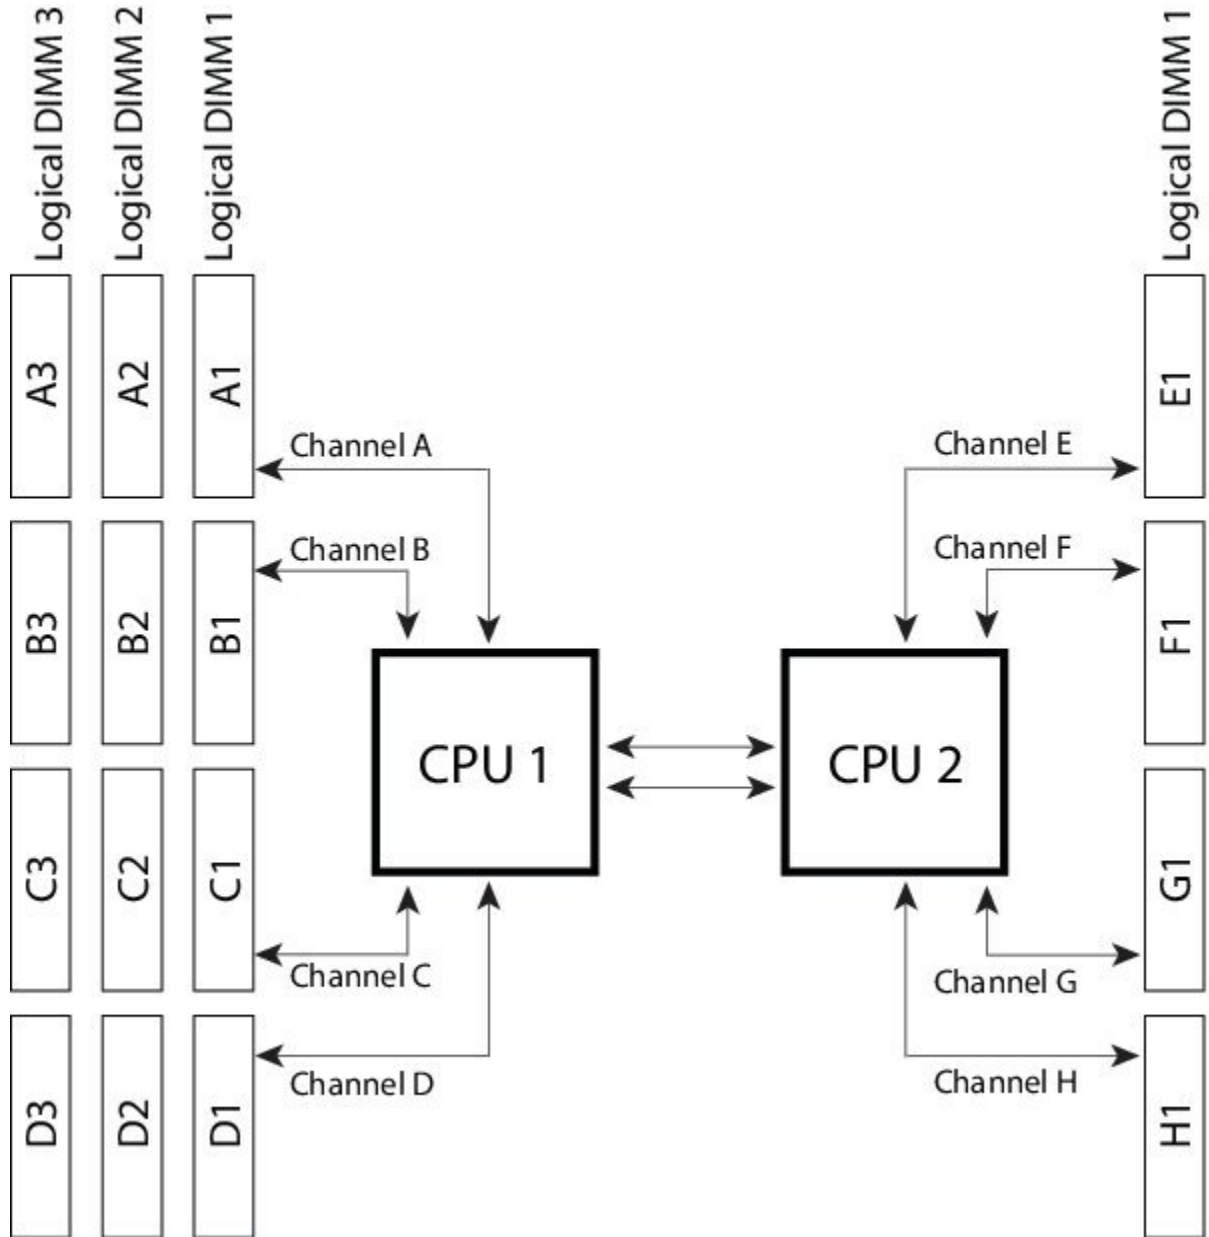 Logical DIMM 3
Logical DIMM 2
Logical DIMM 1
Logical DIMM 1
A3
A2
A1
E1
Channel A
Channel E
Channel B
Channel F
B3
B2
B1
F1
CPU 1
CPU 2
C3
C2
C1
G1
Channel C
Channel G
Channel D
Channel H
D3
D2
D1
H1